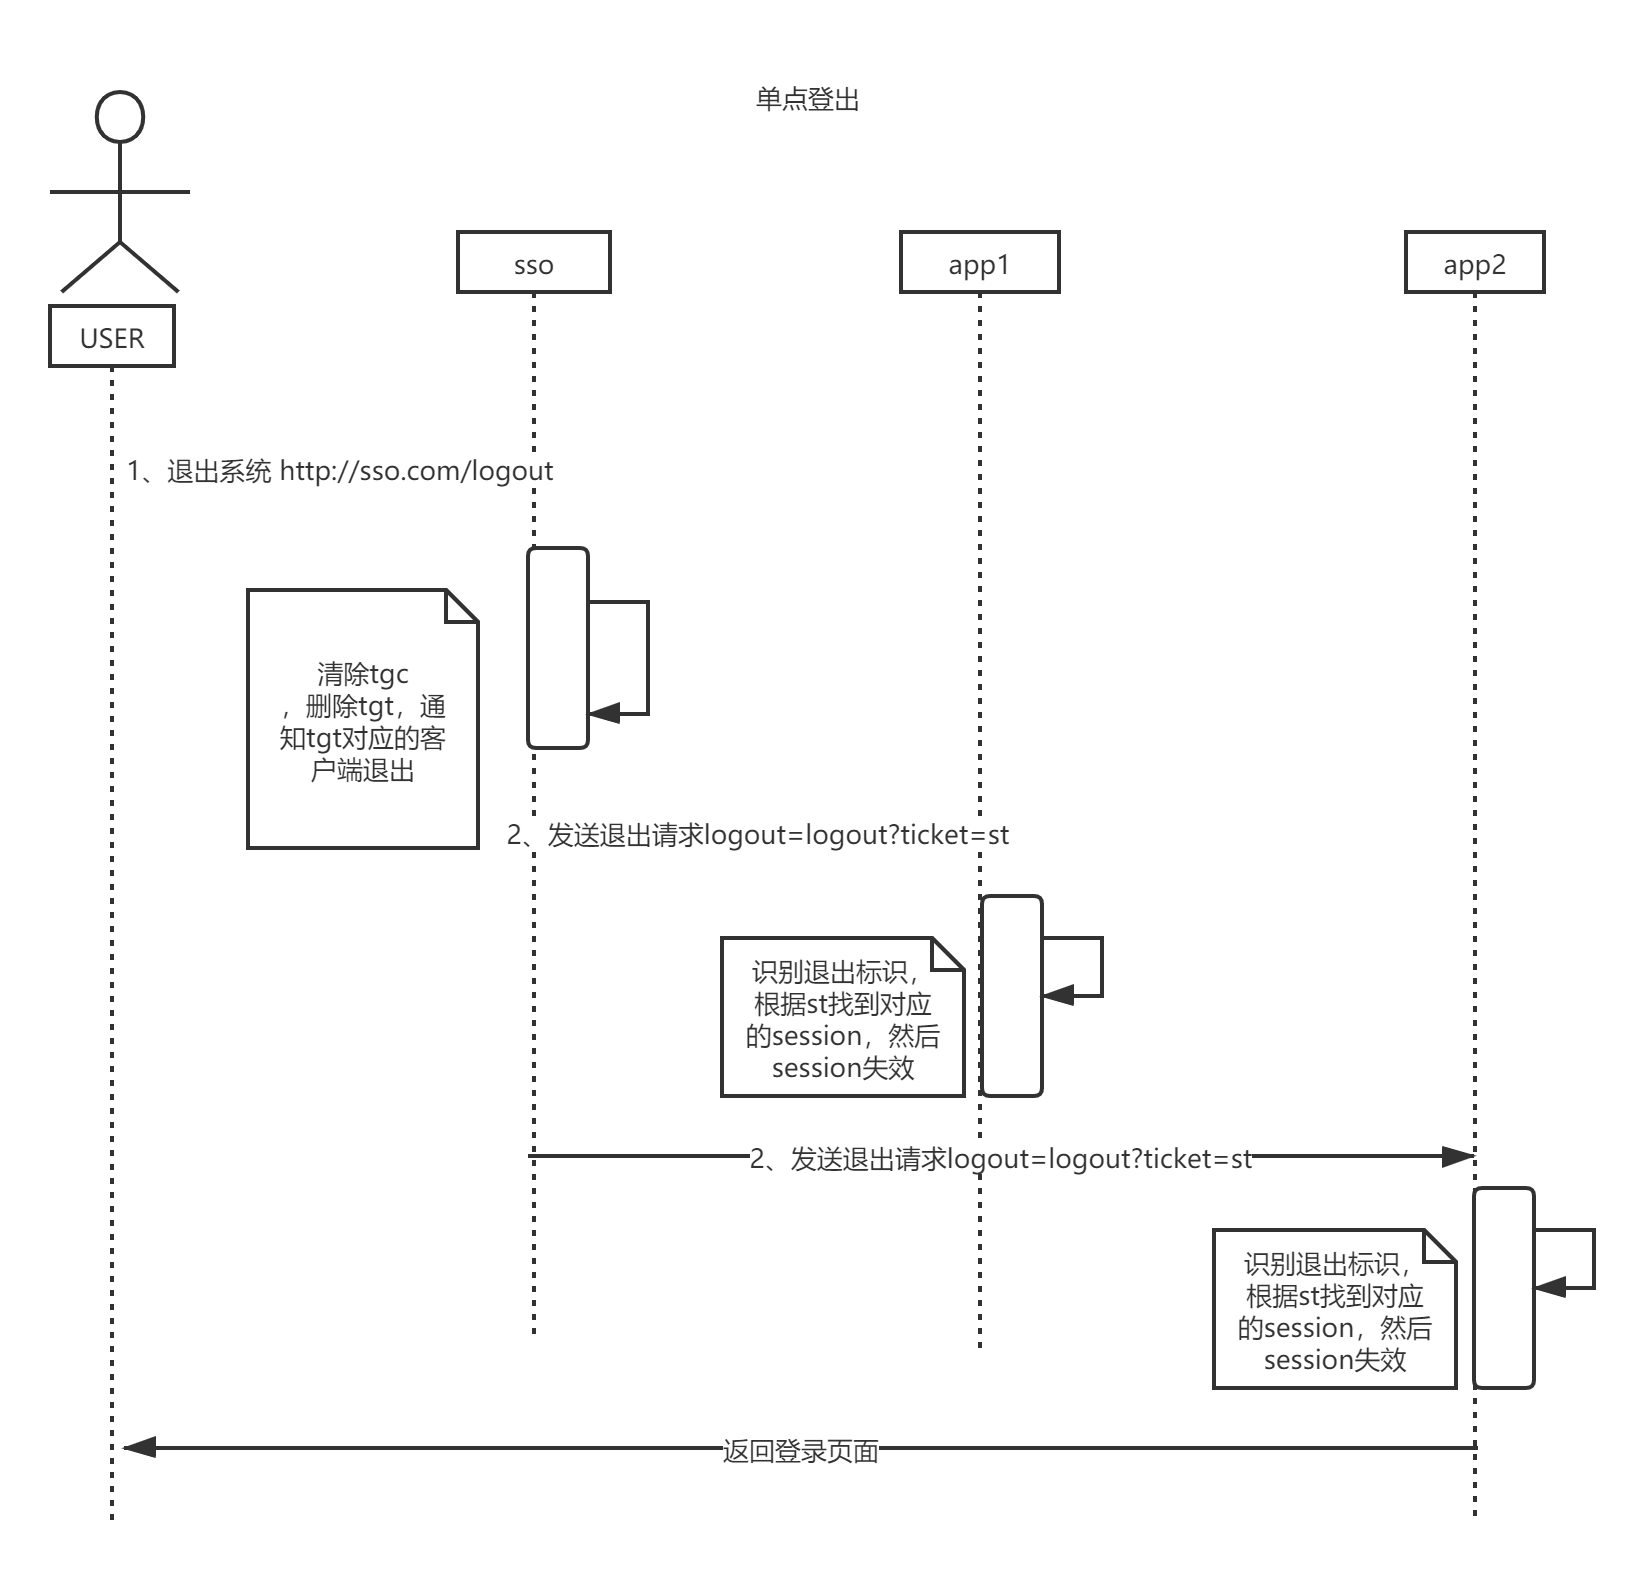 单点登出
sso
app1
app2
USER
1、退出系统 http://sso.com/logout
清除tgc
，删除tgt，通
知tgt对应的客
户端退出
2、发送退出请求logout=logout?ticket=st
识别退出标识，
根据st找到对应
的session，然后
session失效
2、发送退出请求logout=logout?ticket=st
识别退出标识，
根据st找到对应
的session，然后
session失效
返回登录页面